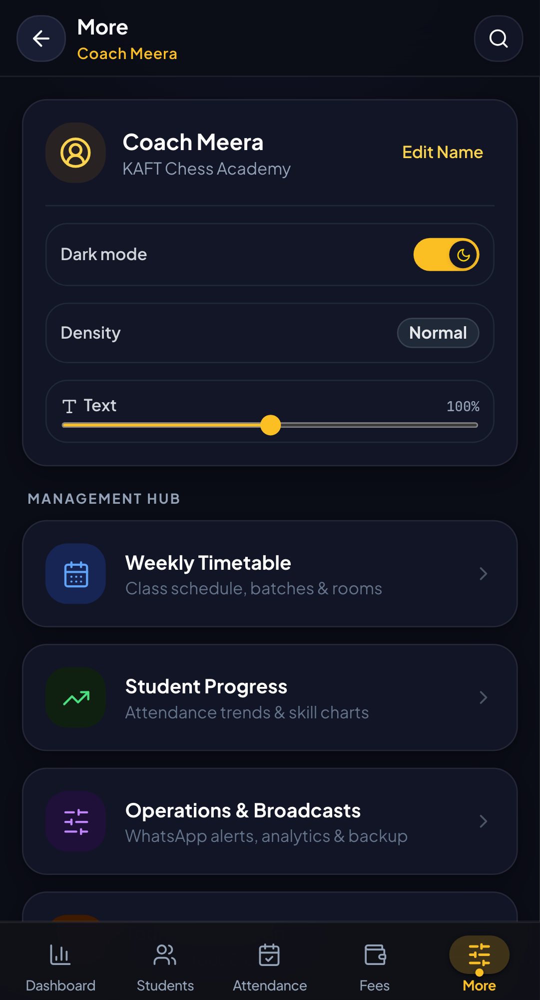 More
Coach Meera
Coach Meera
KAFT Chess Academy
Edit Name
Dark mode
Density
Normal
Text
100%
MANAGEMENT HUB
Weekly Timetable
Class schedule, batches & rooms
Student Progress
Attendance trends & skill charts
Operations & Broadcasts
WhatsApp alerts, analytics & backup
Dashboard
Students
Attendance
Fees
More